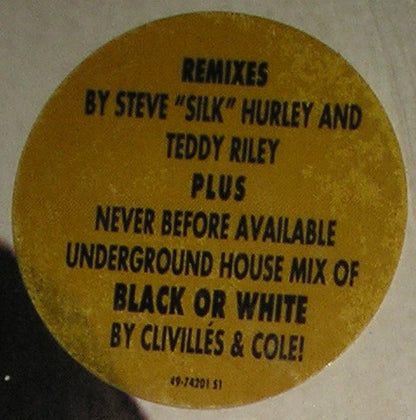 REMIXES
BY STEVE "SILK" HURLEY AND
TEDDY RILEY
PLUS
NEVER BEFORE AVAILABLE
UNDERGROUND HOUSE MIX OF
BLACK OR WHITE
BY CLIVILLÉS & COLE!
49-74201 S1